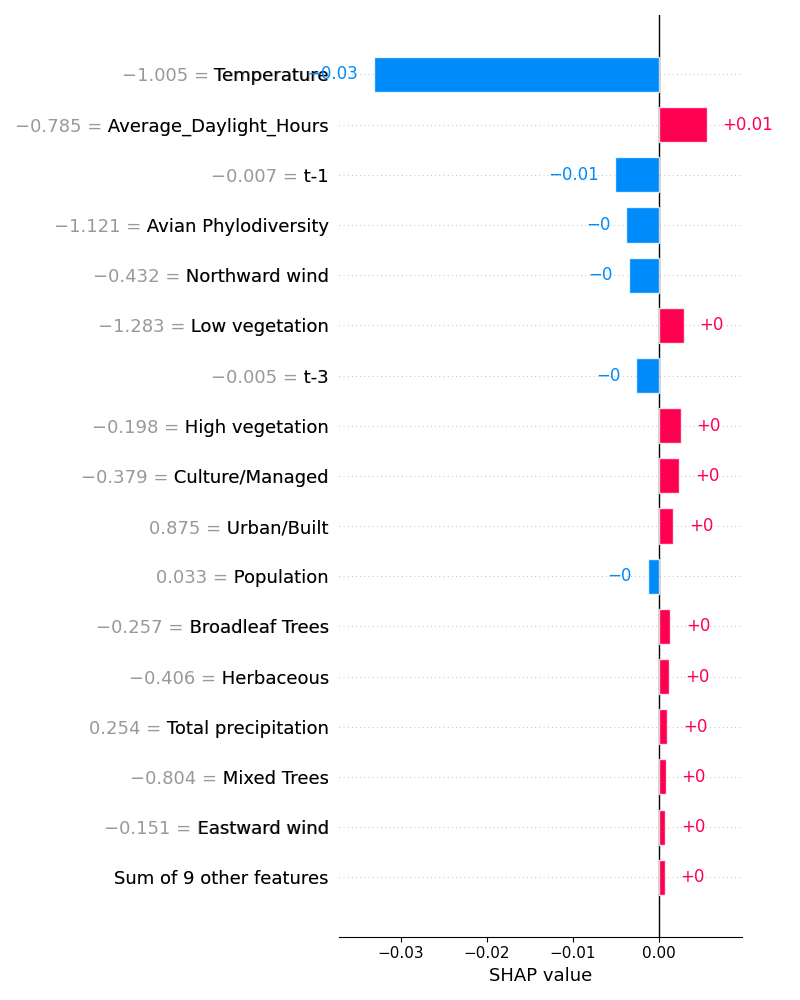 −1.005 = Temperature −0.03
−0.785 = Average_Daylight_Hours +0.01
−0.007 = t-1 −0.01
−1.121 = Avian Phylodiversity −0
−0.432 = Northward wind −0
−1.283 = Low vegetation +0
−0.005 = t-3 −0
−0.198 = High vegetation +0
−0.379 = Culture/Managed +0
0.875 = Urban/Built +0
0.033 = Population −0
−0.257 = Broadleaf Trees +0
−0.406 = Herbaceous +0
0.254 = Total precipitation +0
−0.804 = Mixed Trees +0
−0.151 = Eastward wind +0
Sum of 9 other features +0
−0.03 −0.02 −0.01 0.00
SHAP value